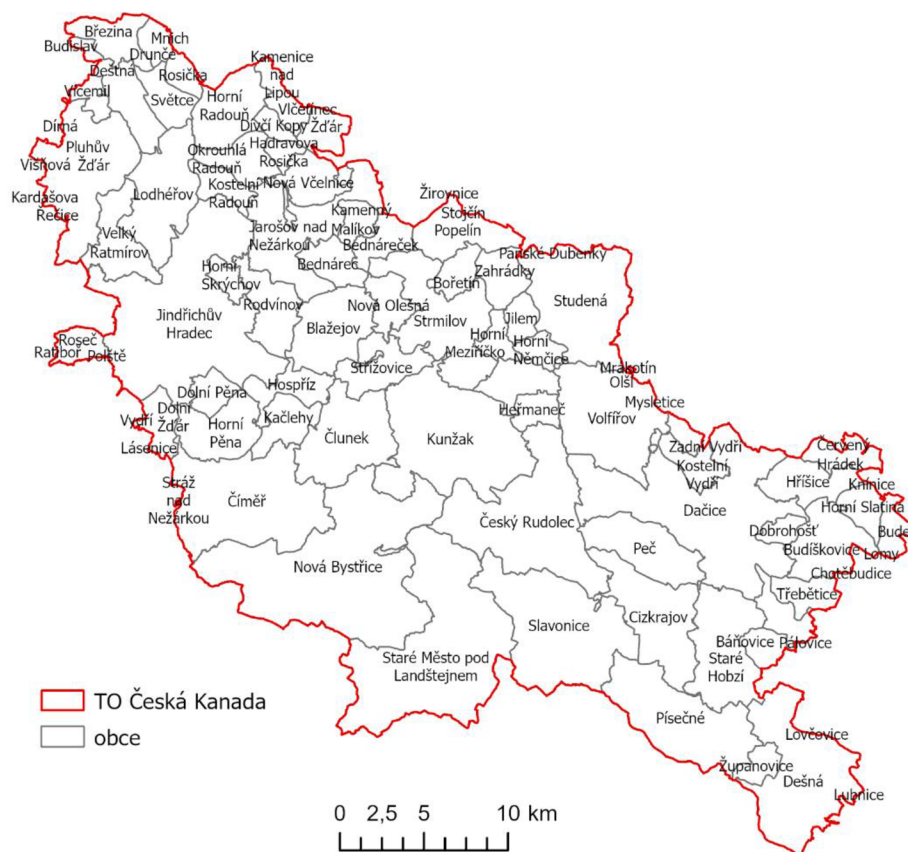 Březina
Mnich
Budislav
Drunče
Deštná
Rosička
Kamenice
nad
Lipou
Vícemil
Světce
Horní
Radouň
Vlčetínec
Dívčí Kopy
Žďár
Dírná
Pluhův
Žďár
Hadravova
Rosička
Višňová
Okrouhlá
Radouň
Kardašova
Řečice
Lodhéřov
Kostelní
Radouň
Nová Včelnice
Žirovnice
Kamenný
Malíkov
Stojčín
Popelín
Velký
Ratmírov
Jarošov nad
Nežárkou
Bednáreček
Bednárec
Panské Dubenky
Zahrádky
Horní
Skrýchov
Bořetín
Studená
Rodvínov
Nová Olešná
Jindřichův
Hradec
Blažejov
Strmilov
Jilem
Horní
Meziříčko
Horní
Němčice
Roseč
Ratiboř
Polště
Střížovice
Mrákotín
Olší
Dolní Pěna
Hospříz
Mysletice
Vydří
Dolní
Žďár
Kačlehy
Heřmaneč
Volfířov
Lásenice
Horní
Pěna
Člunek
Kunžak
Zadní Vydří
Červený
Hrádek
Kostelní
Vydří
Hříšice
Knínice
Stráž
nad
Nežárkou
Číměř
Dačice
Horní Slatina
Český Rudolec
Dobrohošť
Bude
Peč
Budíškovice
Lomy
Nová Bystřice
Chotěbudice
Třebětice
Slavonice
Cizkrajov
Báňovice
Pálovice
Staré Město pod
Landštejnem
Staré
Hobzí
TO Česká Kanada
Písečné
obce
Lovčovice
Županovice
Dešná
Lubnice
0 2,5 5 10 km